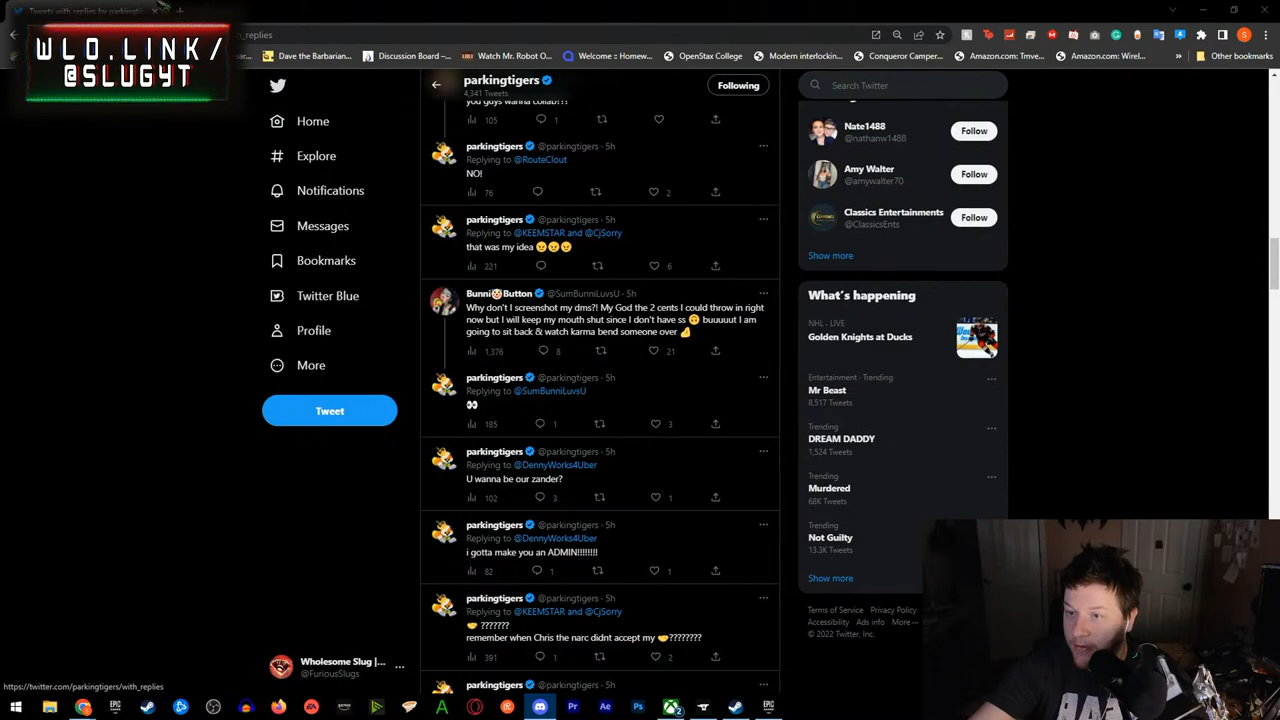 Tweets with replies by parkingti
WLO.LINK/
@SLUGYT
_replies
Dave the Barbarian...
Discussion Board –...
Watch Mr. Robot O...
Welcome :: Homew...
OpenStax College
Modern interlockin...
Conqueror Camper...
Amazon.com: Tren...
Amazon.com: Wirel...
Other bookmarks
Home
Explore
Notifications
Messages
Bookmarks
Twitter Blue
Profile
More
Tweet
Wholesome Slug |...
@FuriousSlugs
https://twitter.com/parkingtigers/with_replies
parkingtigers
4,341 Tweets
Following
you guys wanna collab!?!
105 1
parkingtigers @parkingtigers · 5h
Replying to @RouteClout
NO!
76 2
parkingtigers @parkingtigers · 5h
Replying to @KEEMSTAR and @CjSorry
that was my idea 😠😠😠
221 6
Bunni🤡Button @SumBunniLuvsU · 5h
Why don't I screenshot my dms?! My God the 2 cents I could throw in right
now but I will keep my mouth shut since I don't have ss 🙃 buuuuut I am
going to sit back & watch karma bend someone over
1,376 8 21
parkingtigers @parkingtigers · 5h
Replying to @SumBunniLuvsU
👀
185 1 3
parkingtigers @parkingtigers · 5h
Replying to @DennyWorks4Uber
U wanna be our zander?
102 3 1
parkingtigers @parkingtigers · 5h
Replying to @DennyWorks4Uber
i gotta make you an ADMIN!!!!!!!!
82 1 1
parkingtigers @parkingtigers · 5h
Replying to @KEEMSTAR and @CjSorry
🤝 ???????
remember when Chris the narc didnt accept my 🤝????????
391 1 2
parkingtigers @parkingtigers · 5h
Search Twitter
Nate1488
@nathanw1488
Follow
Amy Walter
@amywalter70
Follow
Classics Entertainments
@ClassicsEnts
Follow
Show more
What's happening
NHL · LIVE
Golden Knights at Ducks
Entertainment · Trending
Mr Beast
8,517 Tweets
Trending
DREAM DADDY
1,524 Tweets
Trending
Murdered
68K Tweets
Trending
Not Guilty
13.3K Tweets
Show more
Terms of Service Privacy Policy
Accessibility Ads info More ···
© 2022 Twitter, Inc.